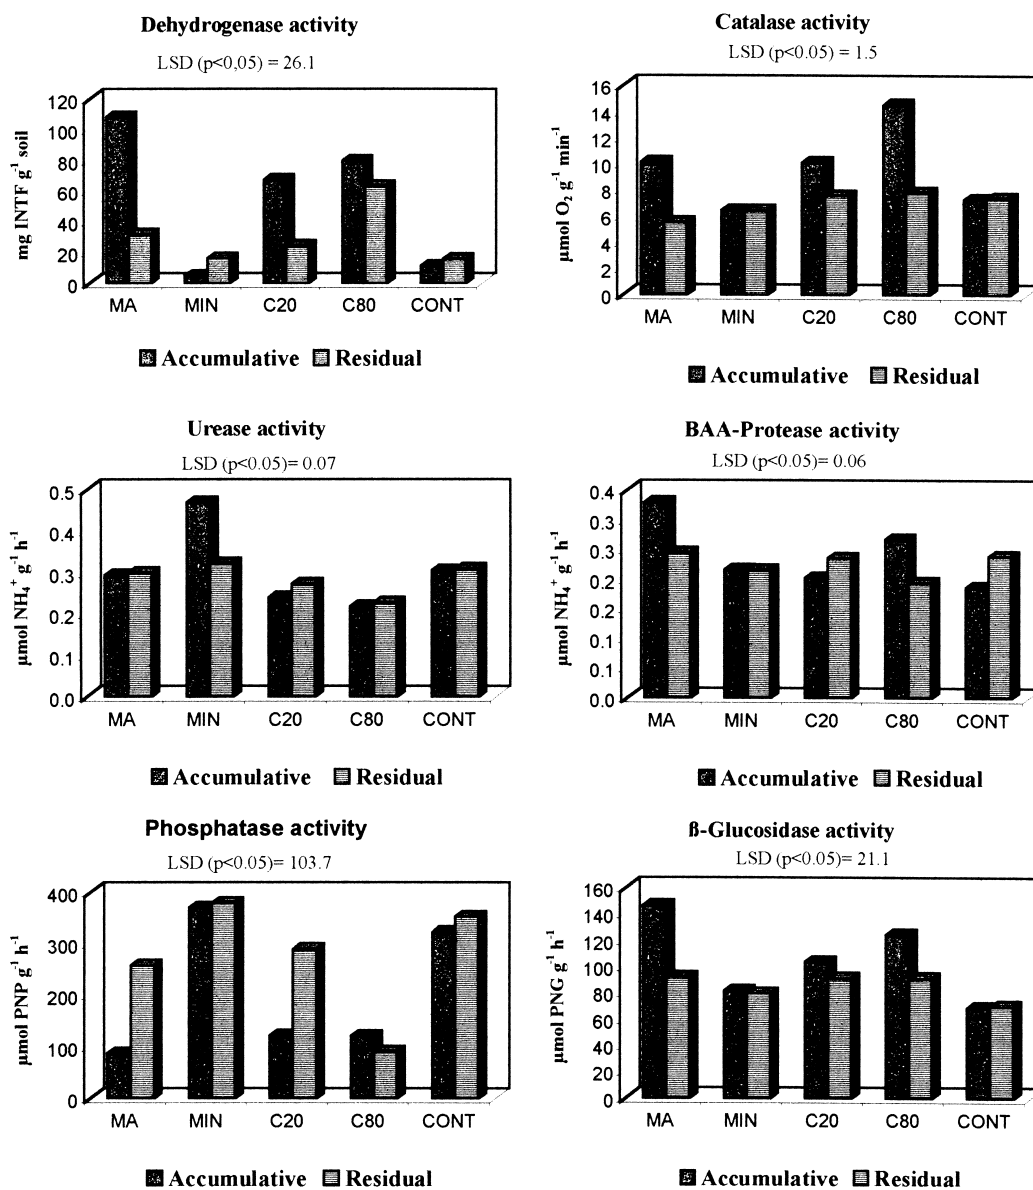 Dehydrogenase activity
LSD (p<0,05) = 26.1
mg INTF g⁻¹ soil
120
100
80
60
40
20
0
MA MIN C20 C80 CONT
Accumulative Residual
Catalase activity
LSD (p<0.05) = 1.5
µmol O₂ g⁻¹ min⁻¹
16
14
12
10
8
6
4
2
0
MA MIN C20 C80 CONT
Accumulative Residual
Urease activity
LSD (p<0.05)= 0.07
µmol NH₄⁺ g⁻¹ h⁻¹
0.5
0.4
0.3
0.2
0.1
0.0
MA MIN C20 C80 CONT
Accumulative Residual
BAA-Protease activity
LSD (p<0.05)= 0.06
µmol NH₄⁺ g⁻¹ h⁻¹
0.4
0.3
0.3
0.2
0.2
0.1
0.1
0.0
MA MIN C20 C80 CONT
Accumulative Residual
Phosphatase activity
LSD (p<0.05)= 103.7
µmol PNP g⁻¹ h⁻¹
400
300
200
100
0
MA MIN C20 C80 CONT
Accumulative Residual
ß-Glucosidase activity
LSD (p<0.05)= 21.1
µmol PNG g⁻¹ h⁻¹
160
140
120
100
80
60
40
20
0
MA MIN C20 C80 CONT
Accumulative Residual